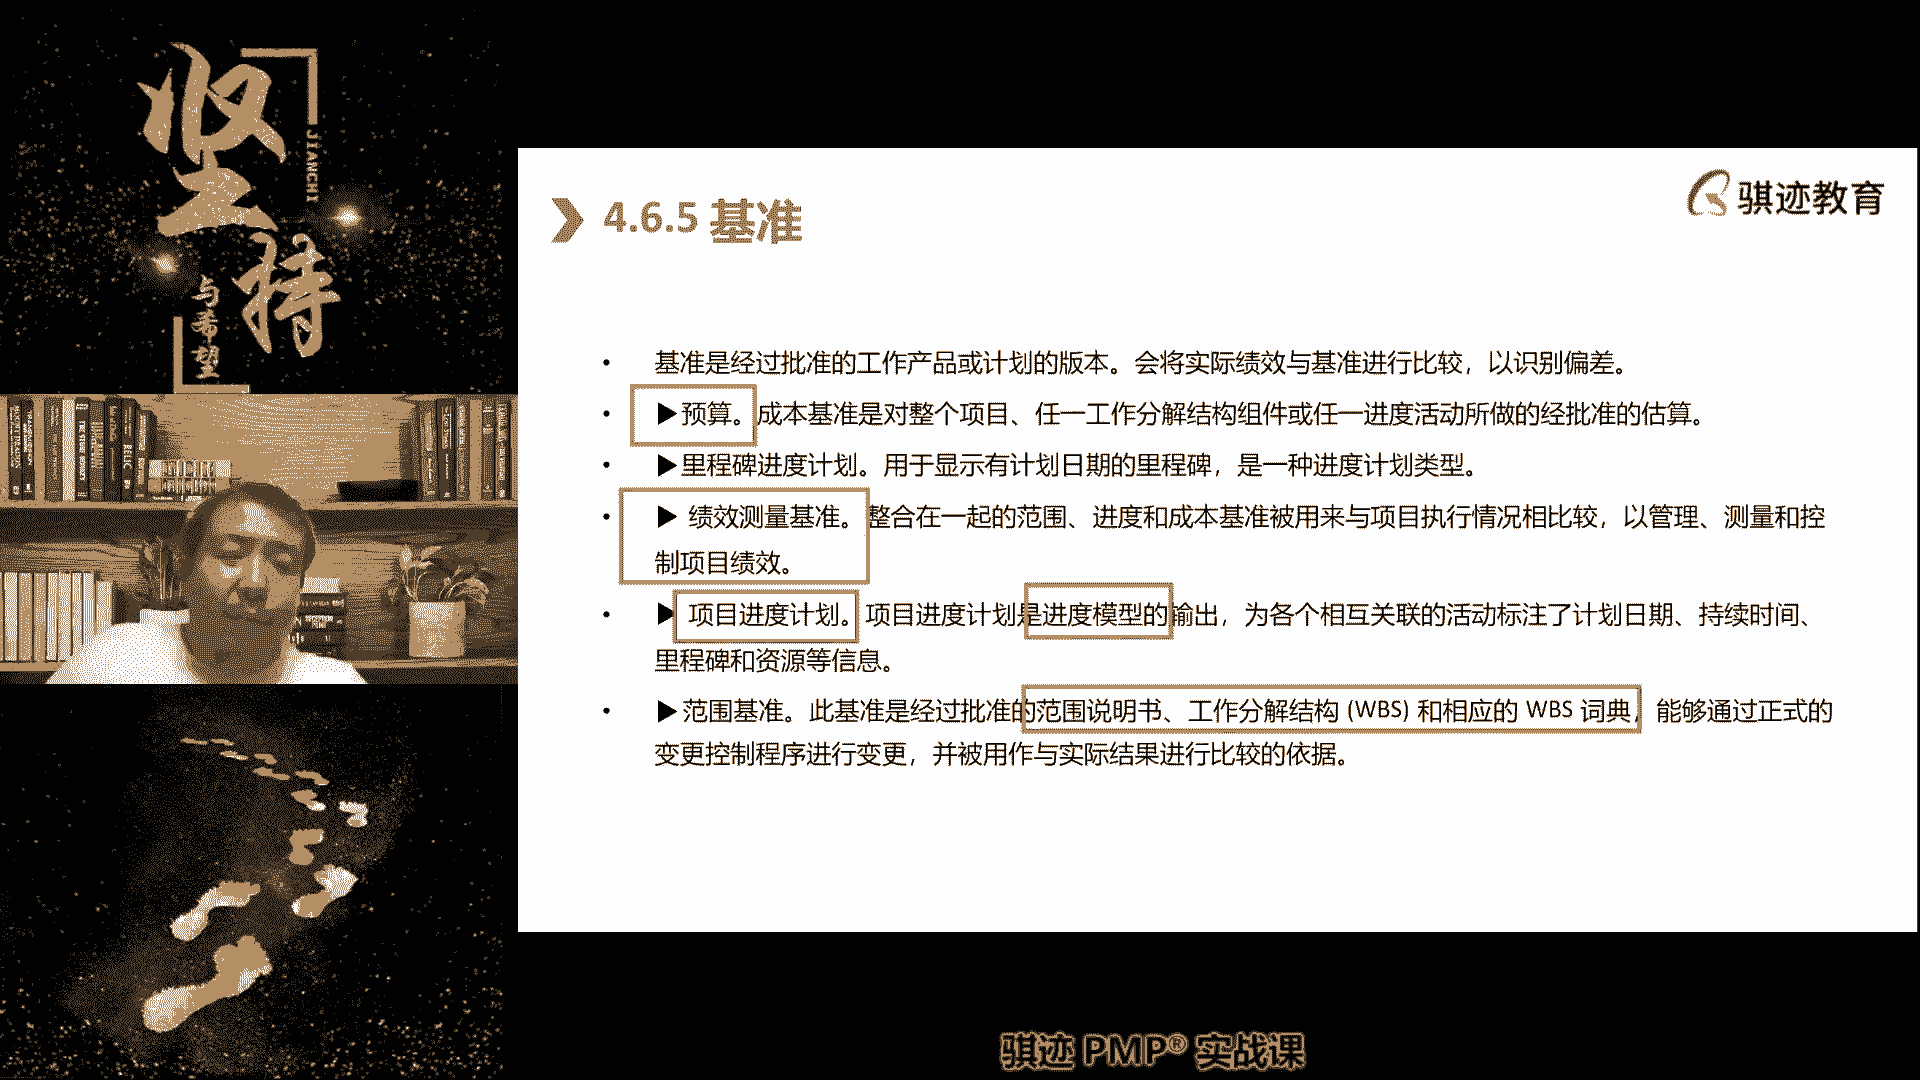 坚持
JIANCHI
与希望
骐迹教育
4.6.5 基准
• 基准是经过批准的工作产品或计划的版本。会将实际绩效与基准进行比较，以识别偏差。
• ▶预算。成本基准是对整个项目、任一工作分解结构组件或任一进度活动所做的经批准的估算。
• ▶里程碑进度计划。用于显示有计划日期的里程碑，是一种进度计划类型。
• ▶ 绩效测量基准。整合在一起的范围、进度和成本基准被用来与项目执行情况相比较，以管理、测量和控
制项目绩效。
• ▶ 项目进度计划。项目进度计划是进度模型的输出，为各个相互关联的活动标注了计划日期、持续时间、
里程碑和资源等信息。
• ▶范围基准。此基准是经过批准的范围说明书、工作分解结构 (WBS) 和相应的 WBS 词典，能够通过正式的
变更控制程序进行变更，并被用作与实际结果进行比较的依据。
骐迹 PMP® 实战课